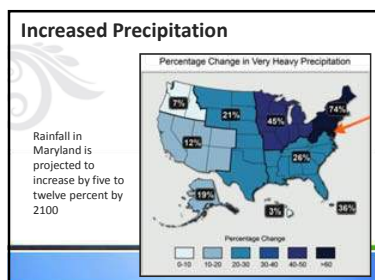 Increased Precipitation
Percentage Change in Very Heavy Precipitation
7%
21%
45%
74%
12%
26%
19%
3%
36%
Rainfall in
Maryland is
projected to
increase by five to
twelve percent by
2100
Percentage Change
0-10
10-20
20-30
30-40
40-50
>60